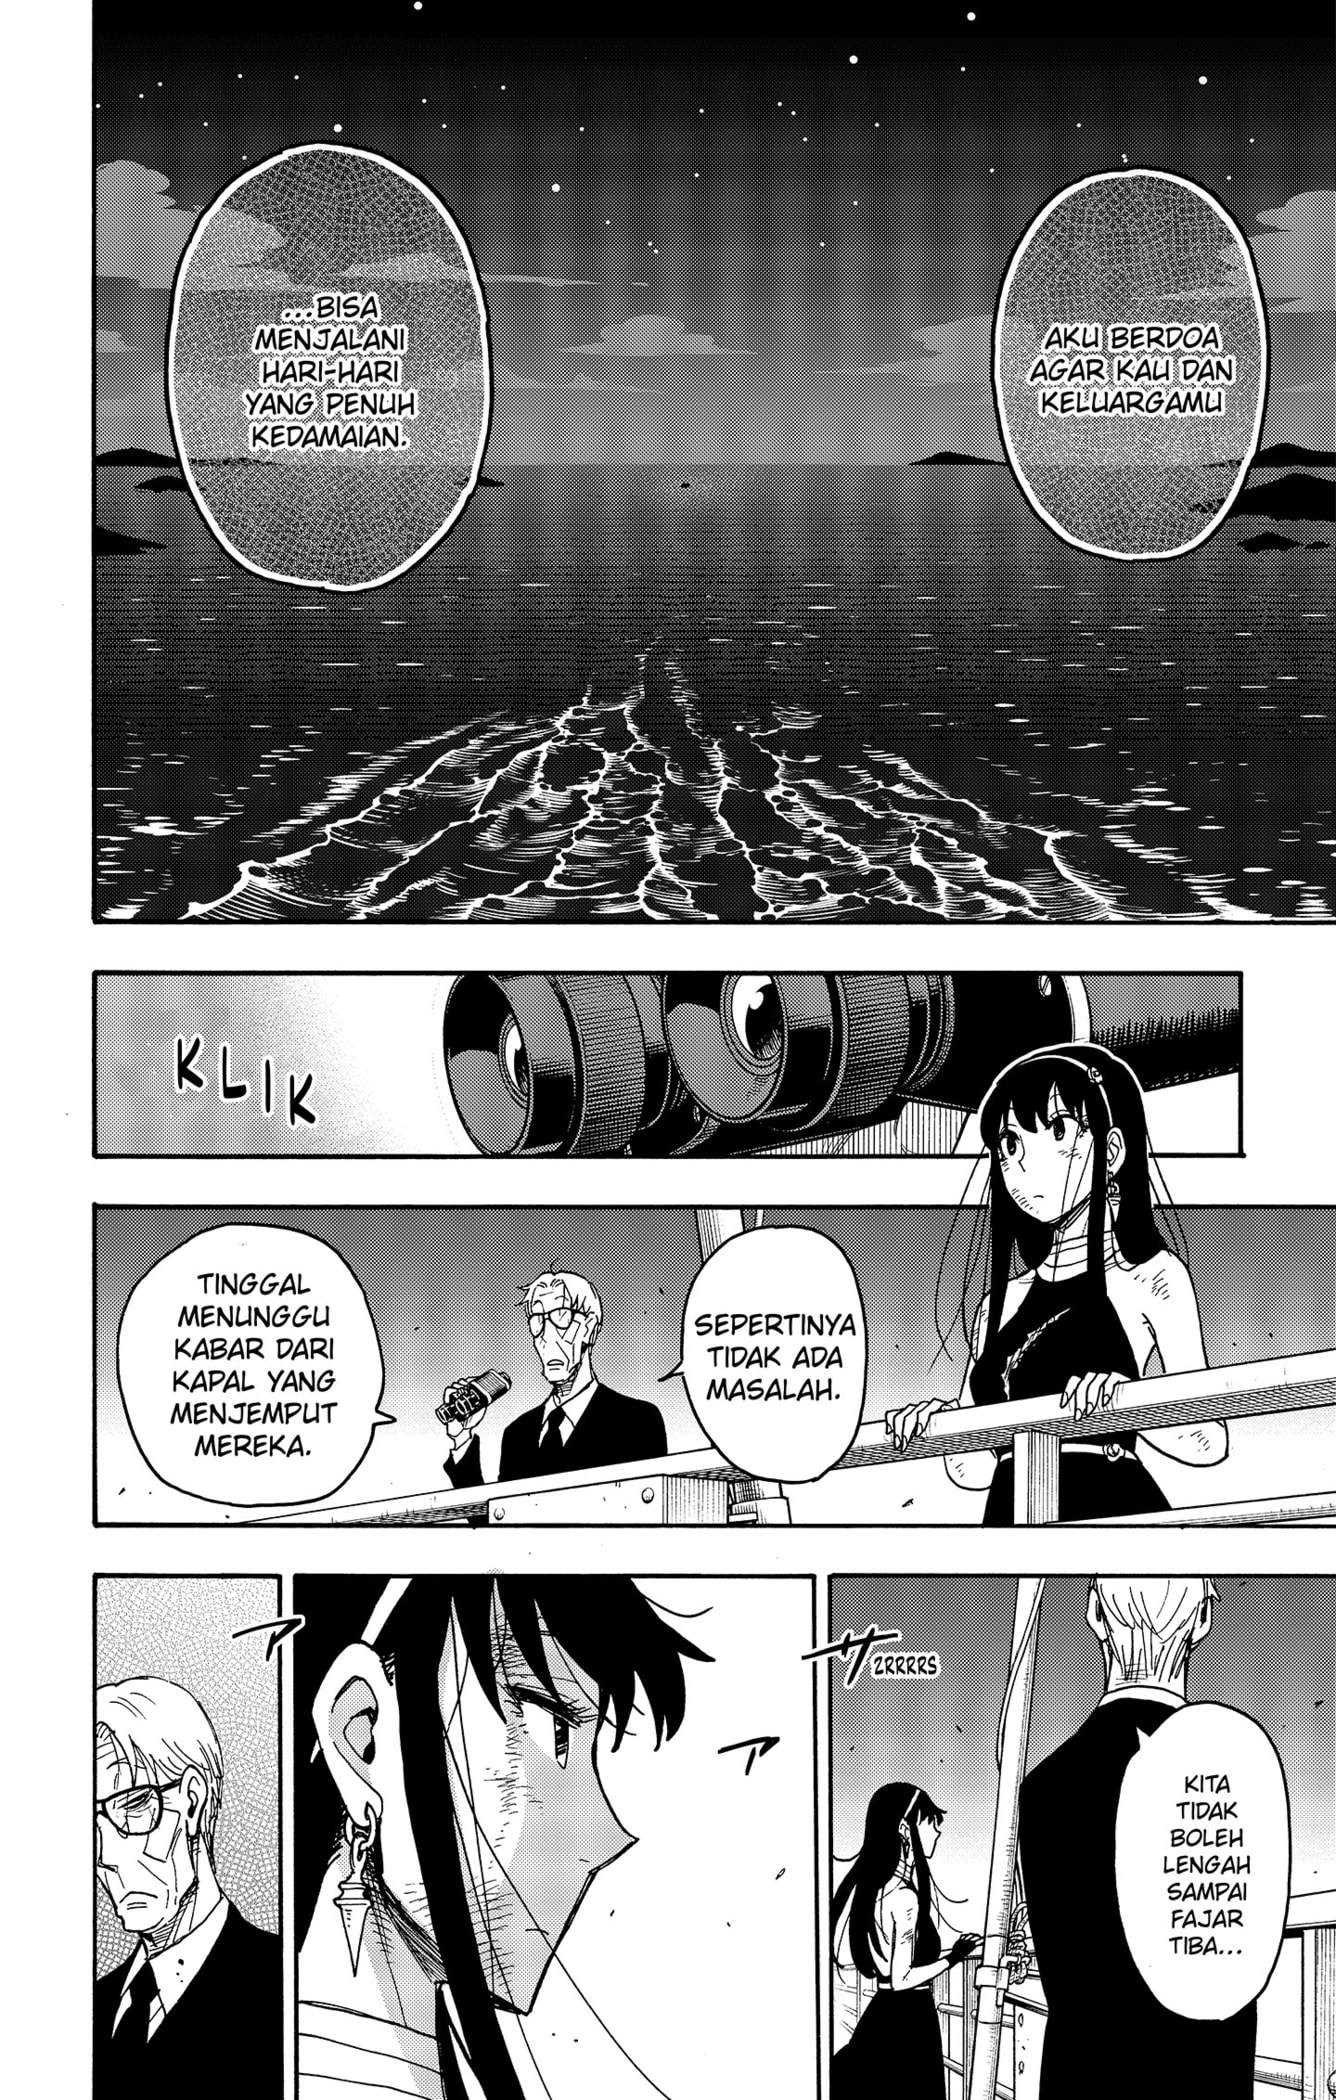 AKU BERDOA
AGAR KAU DAN
KELUARGAMU
...BISA
MENJALANI
HARI-HARI
YANG PENUH
KEDAMAIAN.
KLIK
SEPERTINYA
TIDAK ADA
MASALAH.
TINGGAL
MENUNGGU
KABAR DARI
KAPAL YANG
MENJEMPUT
MEREKA.
ザ
ZRRRRS
KITA
TIDAK
BOLEH
LENGAH
SAMPAI
FAJAR
TIBA...
ア
ア